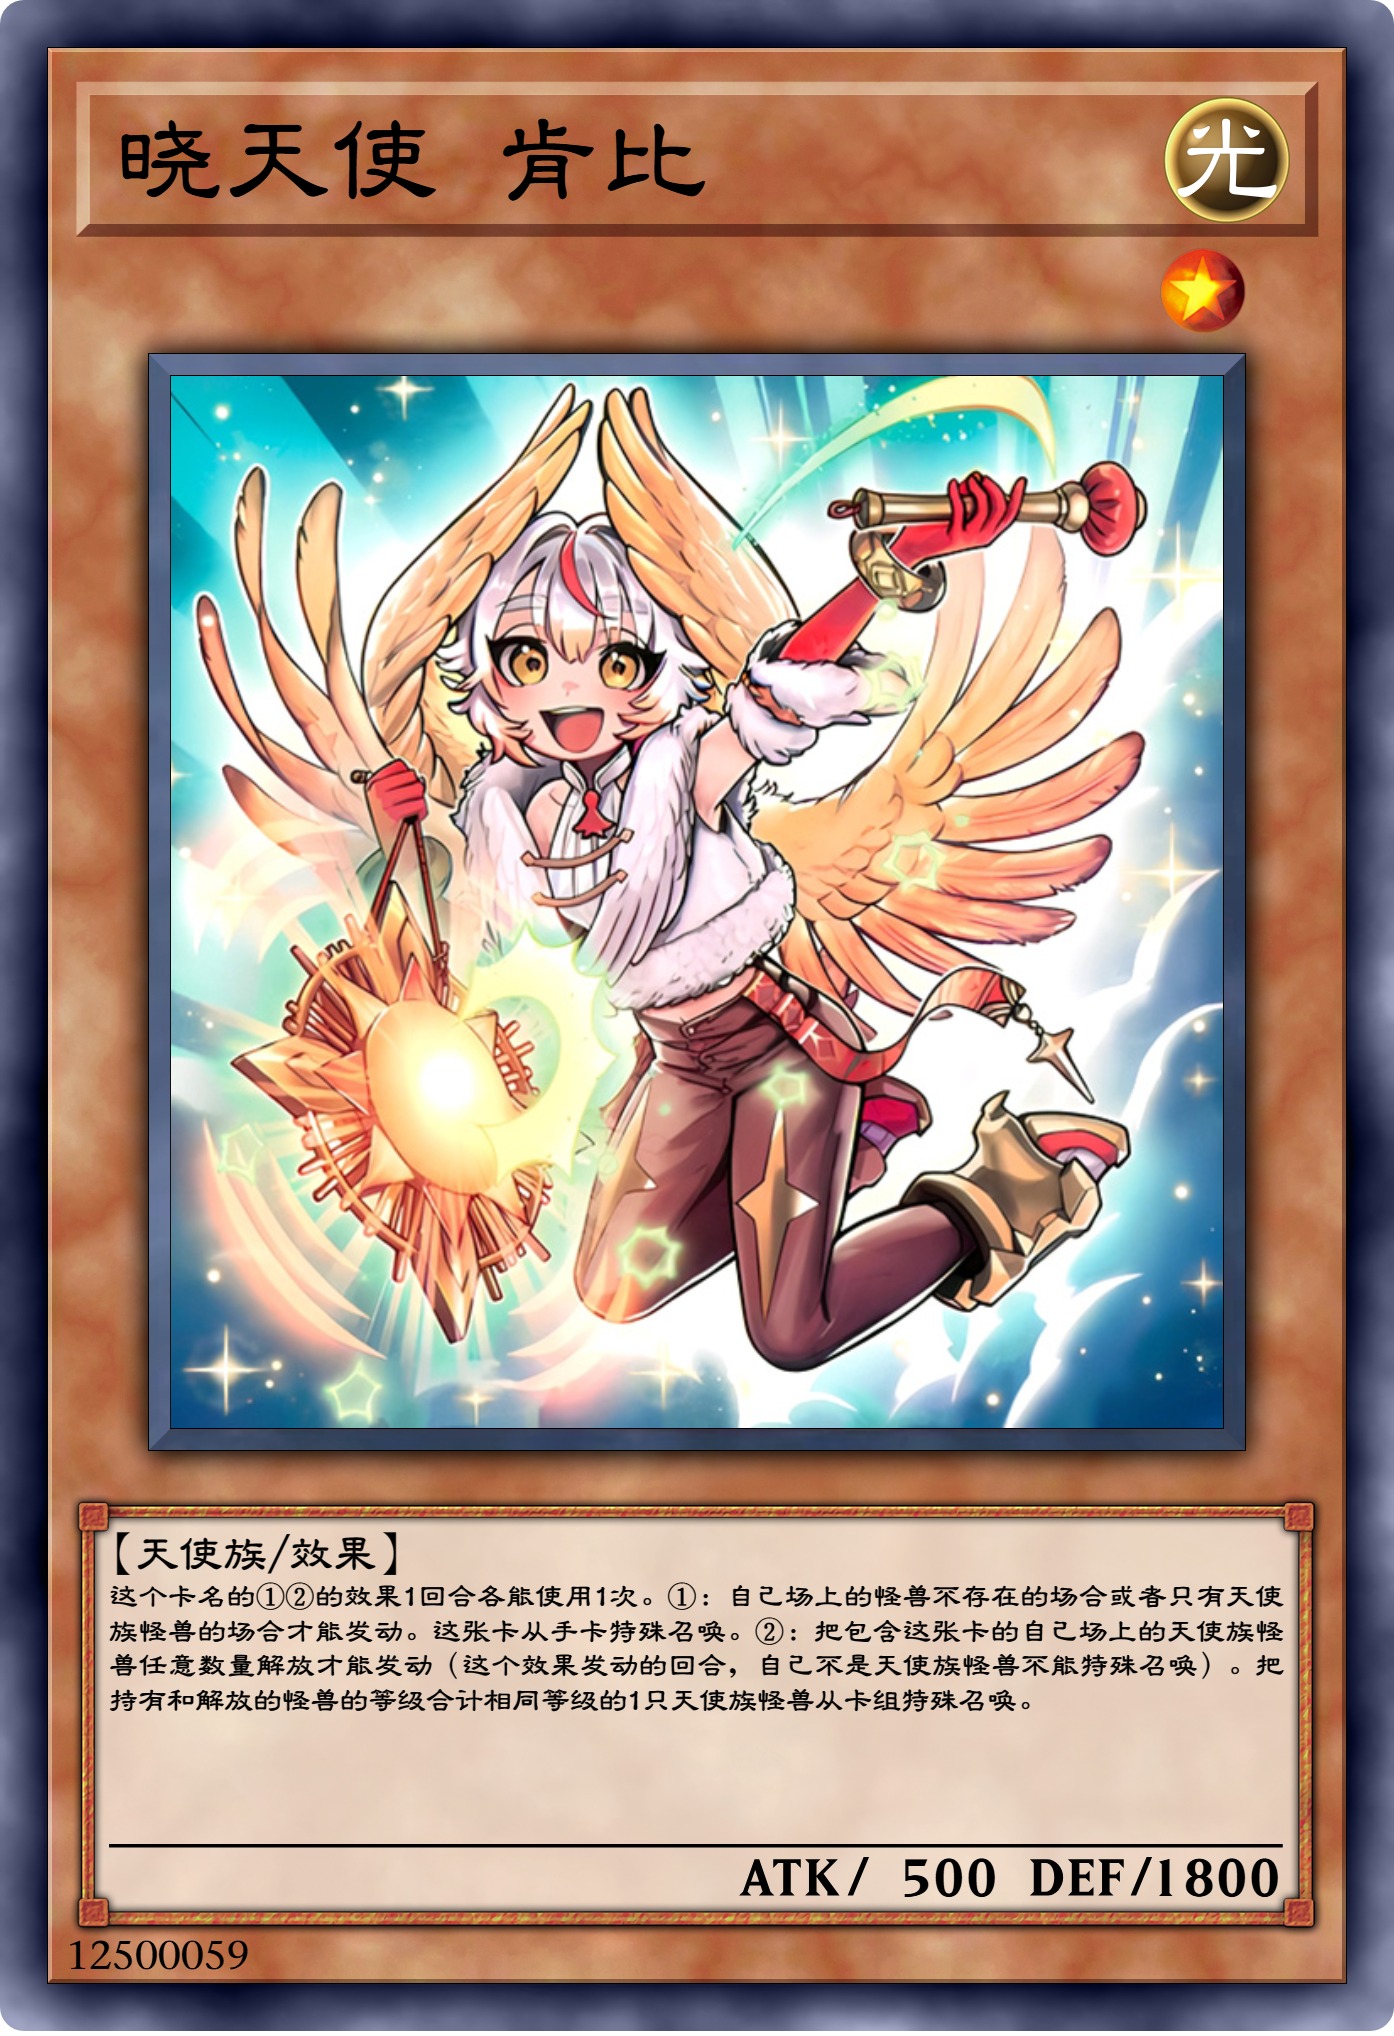 晓天使 肯比
光
【天使族/效果】
这个卡名的①②的效果1回合各能使用1次。①：自己场上的怪兽不存在的场合或者只有天使
族怪兽的场合才能发动。这张卡从手卡特殊召唤。②：把包含这张卡的自己场上的天使族怪
兽任意数量解放才能发动（这个效果发动的回合，自己不是天使族怪兽不能特殊召唤）。把
持有和解放的怪兽的等级合计相同等级的1只天使族怪兽从卡组特殊召唤。
ATK/ 500 DEF/1800
12500059